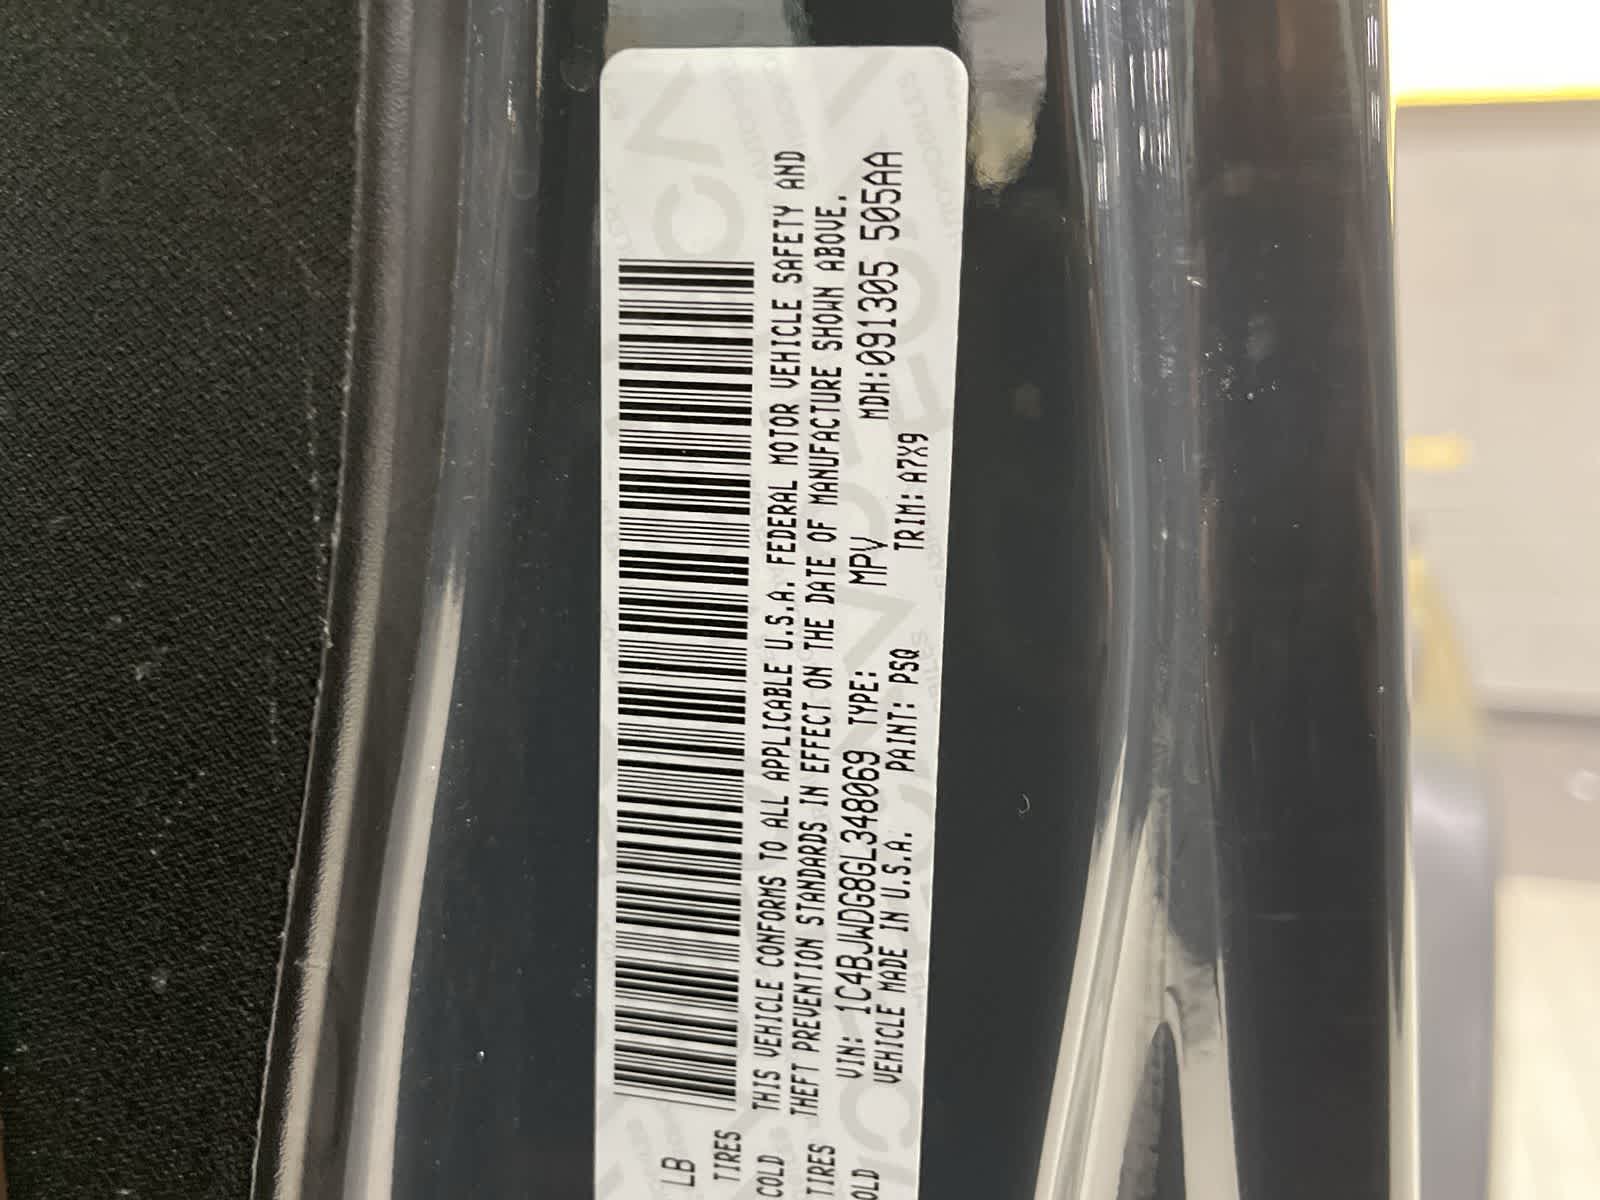 LB
TIRES
COLD THIS VEHICLE CONFORMS TO ALL APPLICABLE U.S.A. FEDERAL MOTOR VEHICLE SAFETY AND
THEFT PREVENTION STANDARDS IN EFFECT ON THE DATE OF MANUFACTURE SHOWN ABOVE.
TIRES VIN: 1C4BJWDG8GL348069 TYPE: MPV MDH:091305 505AA
OLD VEHICLE MADE IN U.S.A. PAINT: PSQ TRIM: A7X9